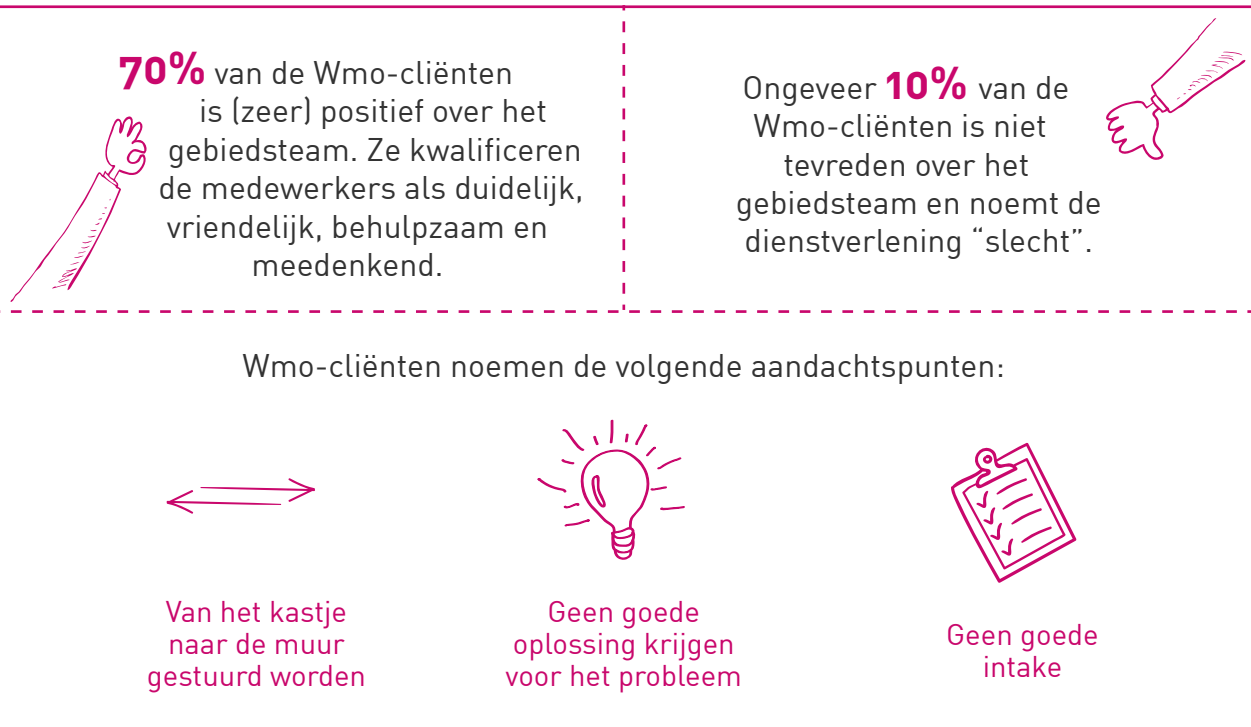 70% van de Wmo-cliënten
is (zeer) positief over het
gebiedsteam. Ze kwalificeren
de medewerkers als duidelijk,
vriendelijk, behulpzaam en
meedenkend.
Ongeveer 10% van de
Wmo-cliënten is niet
tevreden over het
gebiedsteam en noemt de
dienstverlening “slecht”.
Wmo-cliënten noemen de volgende aandachtspunten:
Van het kastje
naar de muur
gestuurd worden
Geen goede
oplossing krijgen
voor het probleem
Geen goede
intake